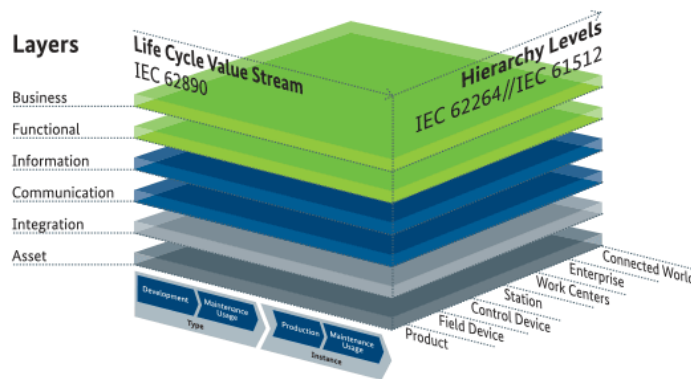 Layers
Life Cycle Value Stream
IEC 62890
Hierarchy Levels
IEC 62264//IEC 61512
Business
Functional
Information
Communication
Integration
Asset
Development
Maintenance
Usage
Type
Production
Maintenance
Usage
Instance
Connected World
Enterprise
Work Centers
Station
Control Device
Field Device
Product